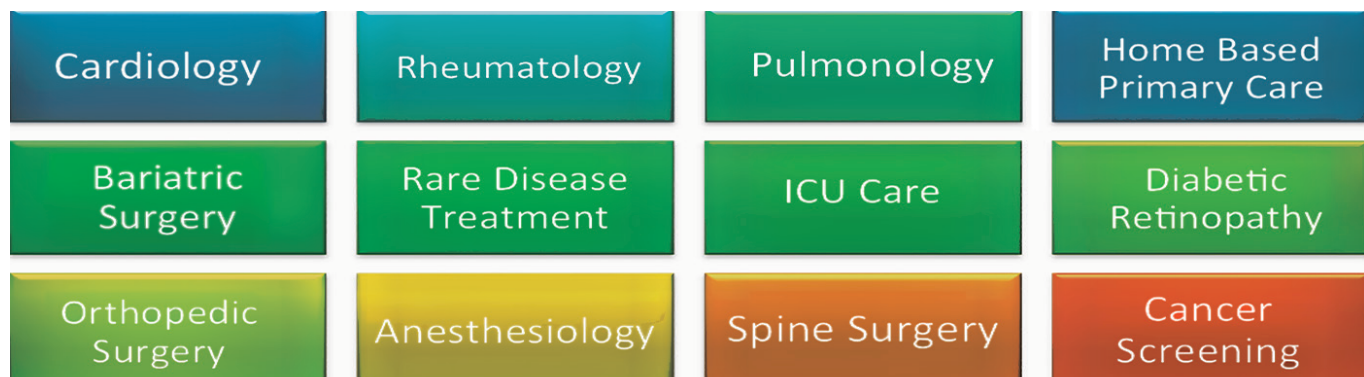 Cardiology
Rheumatology
Pulmonology
Home Based
Primary Care
Bariatric
Surgery
Rare Disease
Treatment
ICU Care
Diabetic
Retinopathy
Orthopedic
Surgery
Anesthesiology
Spine Surgery
Cancer
Screening